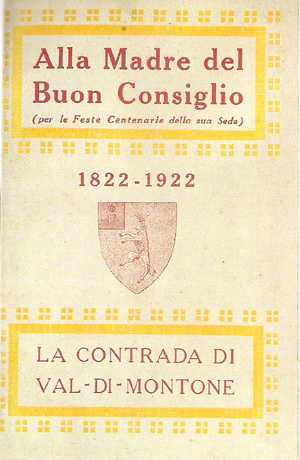 Alla Madre del
Buon Consiglio
(per le Feste Centenarie della sua Sede)
1822-1922
LA CONTRADA DI
VAL-DI-MONTONE